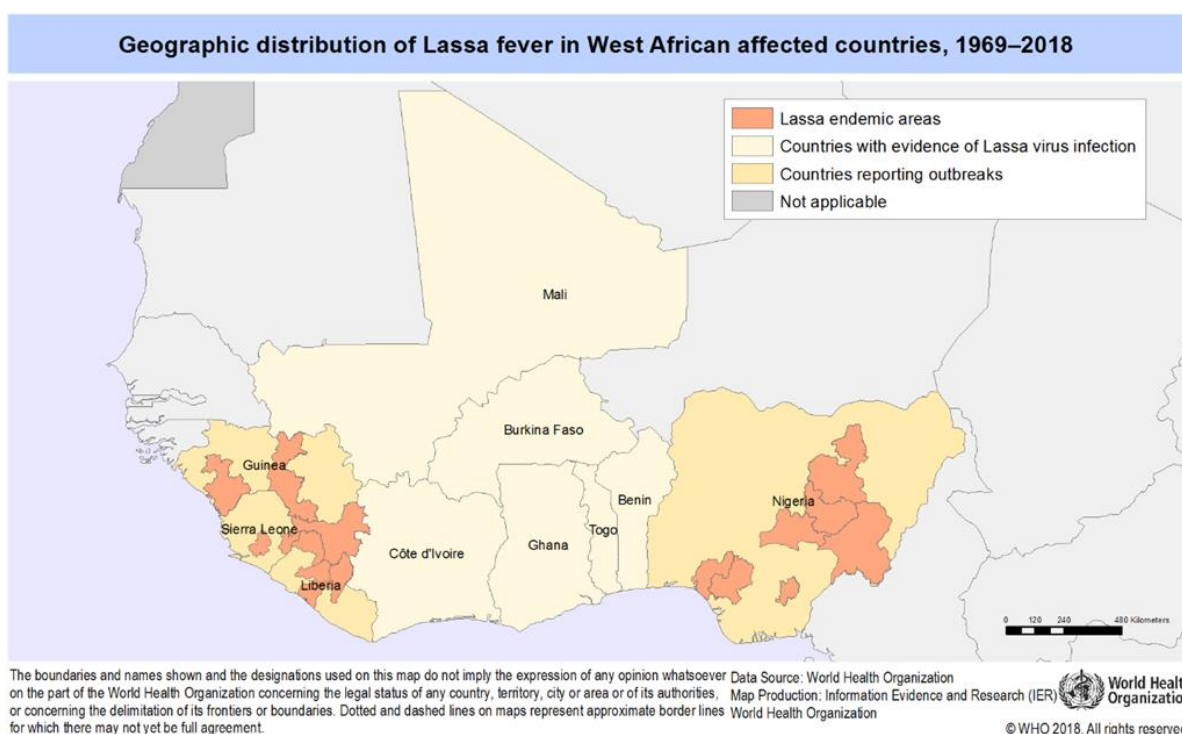 Geographic distribution of Lassa fever in West African affected countries, 1969–2018
Lassa endemic areas
Countries with evidence of Lassa virus infection
Countries reporting outbreaks
Not applicable
Mali
Burkina Faso
Guinea
Benin
Nigeria
Sierra Leone
Togo
Côte d'Ivoire
Ghana
Liberia
0 120 240 480 Kilometers
The boundaries and names shown and the designations used on this map do not imply the expression of any opinion whatsoever
on the part of the World Health Organization concerning the legal status of any country, territory, city or area or of its authorities,
or concerning the delimitation of its frontiers or boundaries. Dotted and dashed lines on maps represent approximate border lines
for which there may not yet be full agreement.
Data Source: World Health Organization
Map Production: Information Evidence and Research (IER)
World Health Organization
World Heal
Organizatio
© WHO 2018. All rights reserved